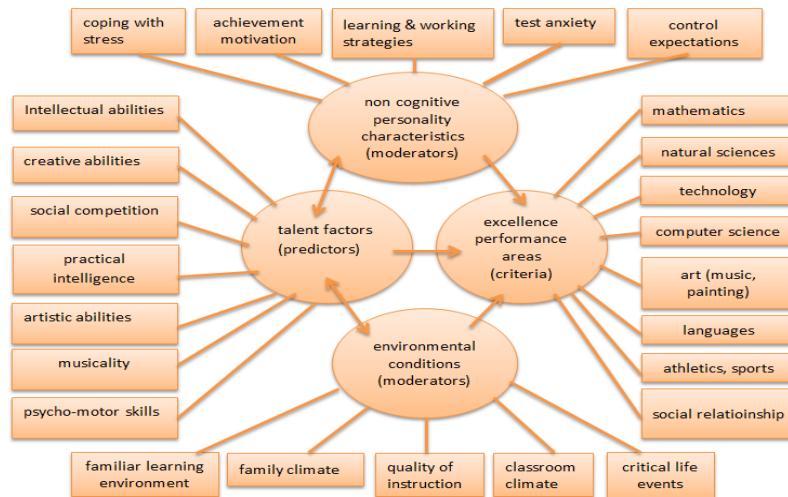 coping with
stress
achievement
motivation
learning & working
strategies
test anxiety
control
expectations
non cognitive
personality
characteristics
(moderators)
Intellectual abilities
creative abilities
social competition
practical
intelligence
artistic abilities
musicality
psycho-motor skills
talent factors
(predictors)
excellence
performance
areas
(criteria)
mathematics
natural sciences
technology
computer science
art (music,
painting)
languages
athletics, sports
social relatioinship
environmental
conditions
(moderators)
familiar learning
environment
family climate
quality of
instruction
classroom
climate
critical life
events